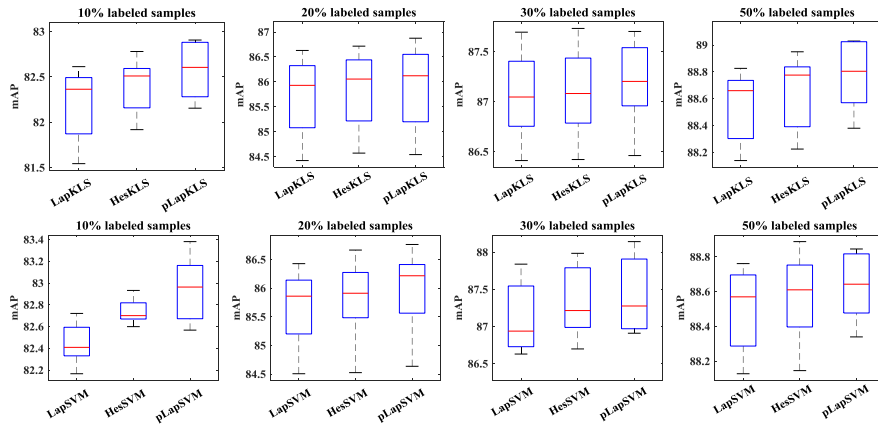 10% labeled samples
20% labeled samples
30% labeled samples
50% labeled samples
mAP
83
82.5
82
81.5
LapKLS
HesKLS
pLapKLS
mAP
87
86.5
86
85.5
85
84.5
LapKLS
HesKLS
pLapKLS
mAP
87.5
87
86.5
LapKLS
HesKLS
pLapKLS
mAP
89
88.8
88.6
88.4
88.2
LapKLS
HesKLS
pLapKLS
10% labeled samples
20% labeled samples
30% labeled samples
50% labeled samples
mAP
83.4
83.2
83
82.8
82.6
82.4
82.2
LapSVM
HesSVM
pLapSVM
mAP
86.5
86
85.5
85
84.5
LapSVM
HesSVM
pLapSVM
mAP
88
87.5
87
86.5
LapSVM
HesSVM
pLapSVM
mAP
88.8
88.6
88.4
88.2
LapSVM
HesSVM
pLapSVM